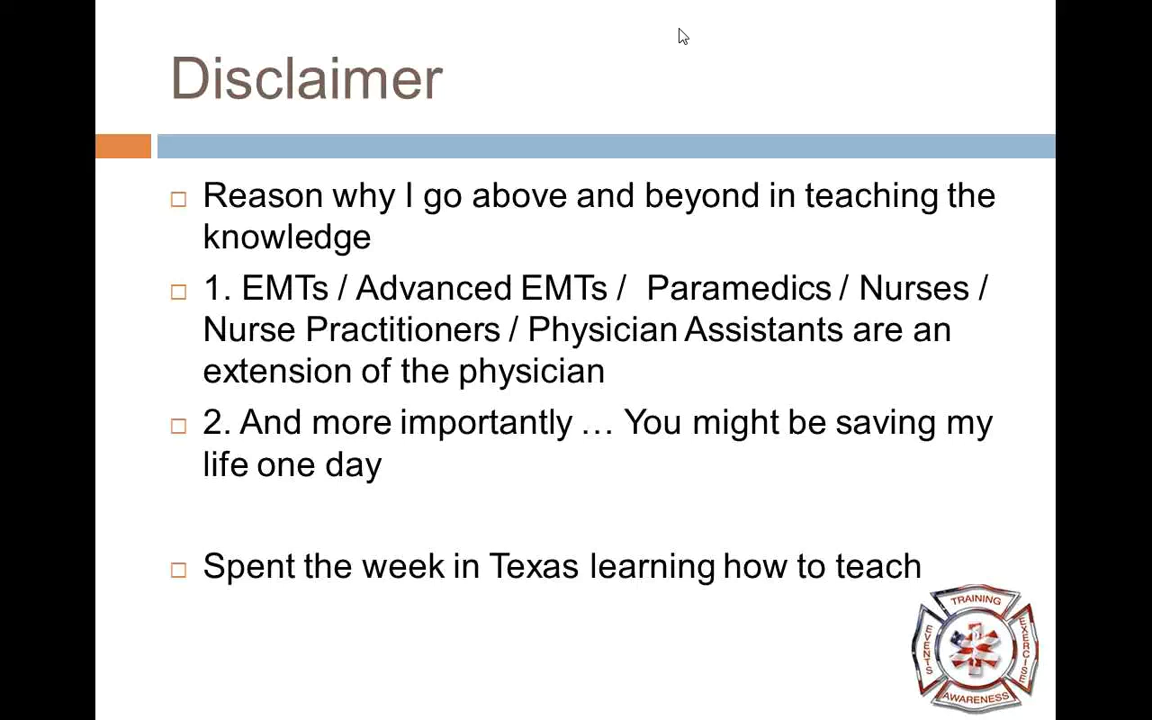 Disclaimer
Reason why I go above and beyond in teaching the
knowledge
1. EMTs / Advanced EMTs / Paramedics / Nurses /
Nurse Practitioners / Physician Assistants are an
extension of the physician
2. And more importantly … You might be saving my
life one day
Spent the week in Texas learning how to teach
TRAINING
EVENTS
EXERCISE
AWARENESS